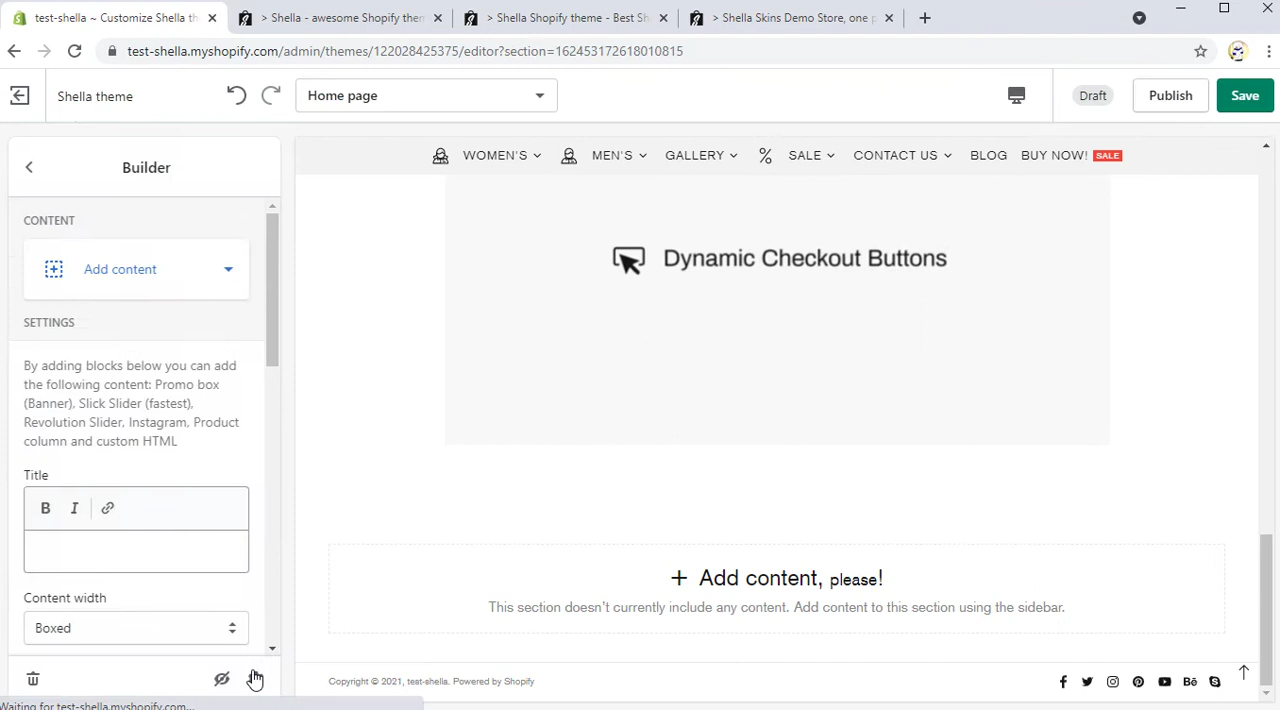 test-shella ~ Customize Shella th
> Shella - awesome Shopify them
> Shella Shopify theme - Best Sh
> Shella Skins Demo Store, one p
test-shella.myshopify.com/admin/themes/122028425375/editor?section=162453172618010815
Shella theme
Home page
Draft
Publish
Save
Builder
WOMEN'S
MEN'S
GALLERY
SALE
CONTACT US
BLOG
BUY NOW!
SALE
CONTENT
Add content
SETTINGS
By adding blocks below you can add
the following content: Promo box
(Banner), Slick Slider (fastest),
Revolution Slider, Instagram, Product
column and custom HTML
Title
B I
Content width
Boxed
Dynamic Checkout Buttons
+ Add content, please!
This section doesn't currently include any content. Add content to this section using the sidebar.
Copyright © 2021, test-shella. Powered by Shopify
Waiting for test-shella.myshopify.com...